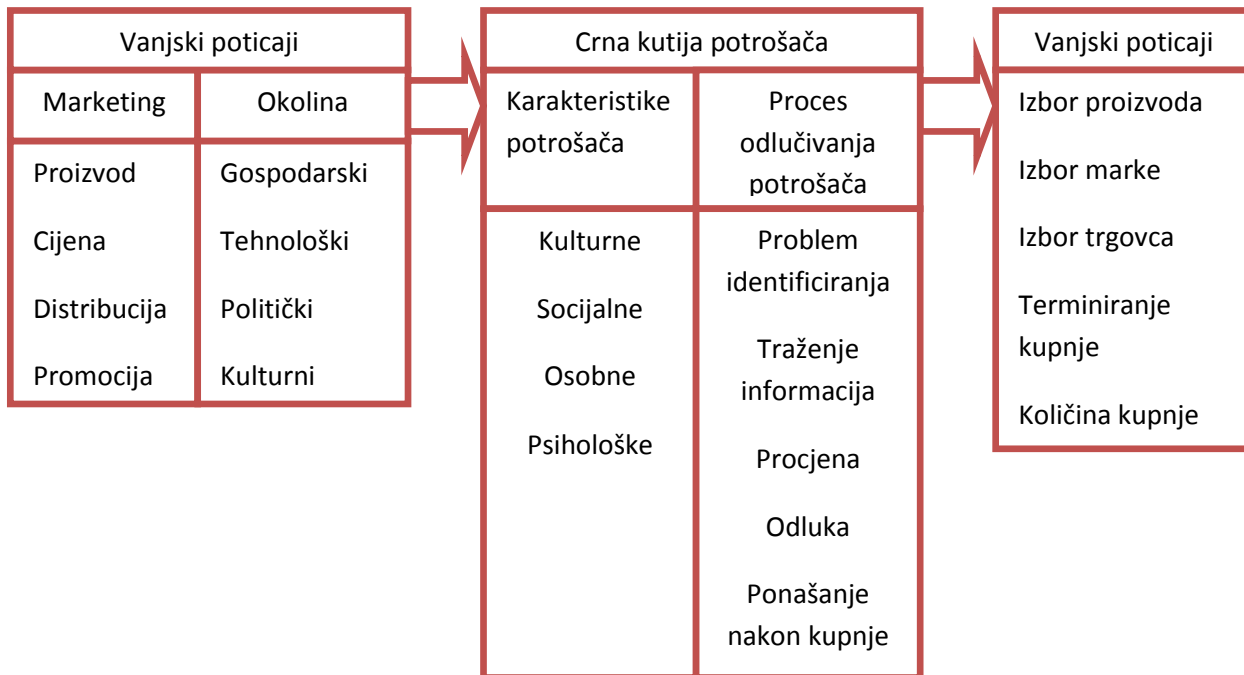 Vanjski poticaji
Marketing
Okolina
Proizvod
Cijena
Distribucija
Promocija
Gospodarski
Tehnološki
Politički
Kulturni
Crna kutija potrošača
Karakteristike
potrošača
Proces
odlučivanja
potrošača
Kulturne
Socijalne
Osobne
Psihološke
Problem
identificiranja
Traženje
informacija
Procjena
Odluka
Ponašanje
nakon kupnje
Vanjski poticaji
Izbor proizvoda
Izbor marke
Izbor trgovca
Terminiranje
kupnje
Količina kupnje